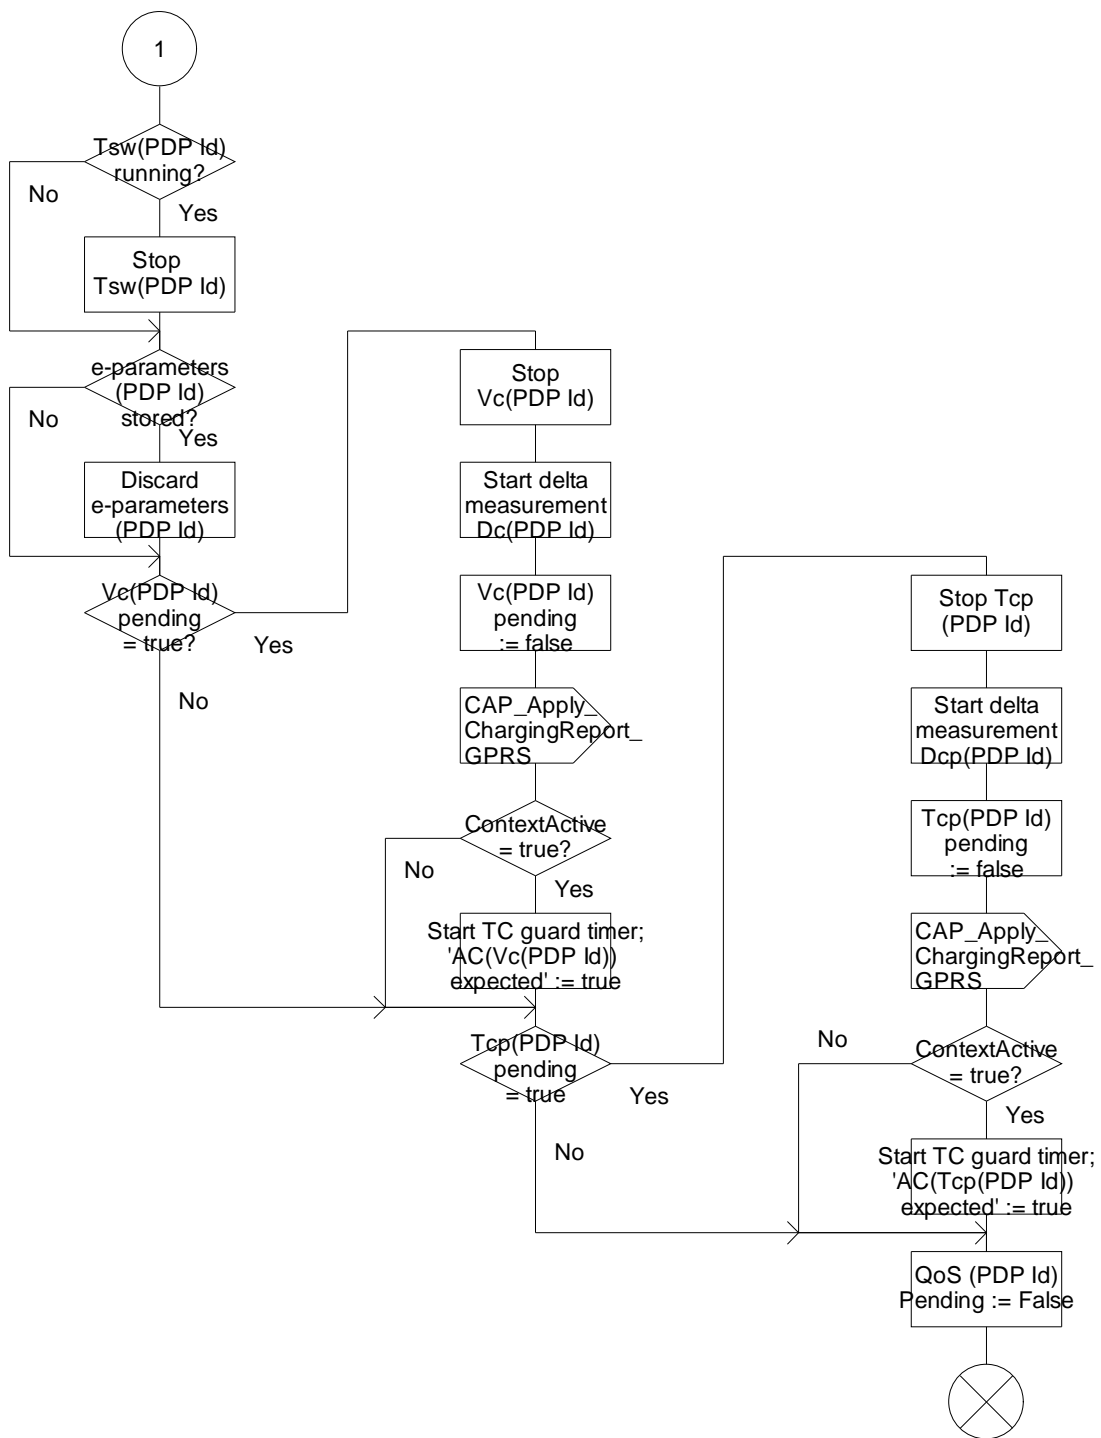 1
Tsw(PDP Id)
running?
No
Yes
Stop
Tsw(PDP Id)
e-parameters
(PDP Id)
stored?
No
Yes
Discard
e-parameters
(PDP Id)
Vc(PDP Id)
pending
= true?
Yes
No
Stop
Vc(PDP Id)
Start delta
measurement
Dc(PDP Id)
Vc(PDP Id)
pending
:= false
CAP_Apply_
ChargingReport_
GPRS
ContextActive
= true?
No
Yes
Start TC guard timer;
'AC(Vc(PDP Id))
expected' := true
Tcp(PDP Id)
pending
= true
Yes
No
Stop Tcp
(PDP Id)
Start delta
measurement
Dcp(PDP Id)
Tcp(PDP Id)
pending
:= false
CAP_Apply_
ChargingReport_
GPRS
ContextActive
= true?
No
Yes
Start TC guard timer;
'AC(Tcp(PDP Id))
expected' := true
QoS (PDP Id)
Pending := False